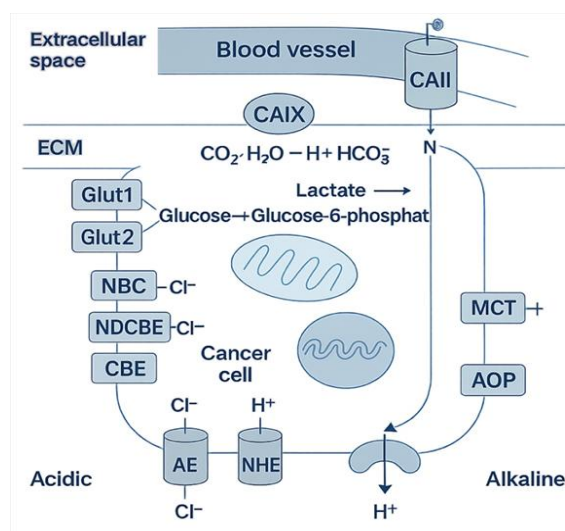 Extracellular
space
Blood vessel
CAII
CAIX
ECM
CO₂· H₂O – H+ HCO₃⁻
N
Lactate →
Glut1
Glut2
Glucose→Glucose-6-phosphat
NBC –Cl⁻
NDCBE –Cl⁻
CBE
MCT +
AOP
Cancer
cell
Cl⁻
H⁺
AE
NHE
Acidic
Alkaline
Cl⁻
H⁺